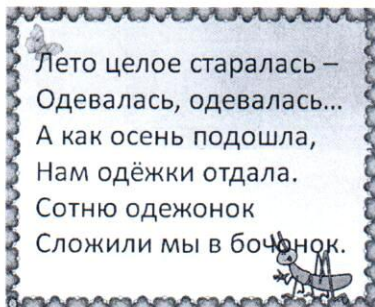 Лето целое старалась –
Одевалась, одевалась...
А как осень подошла,
Нам одёжки отдала.
Сотню одежонок
Сложили мы в бочонок.